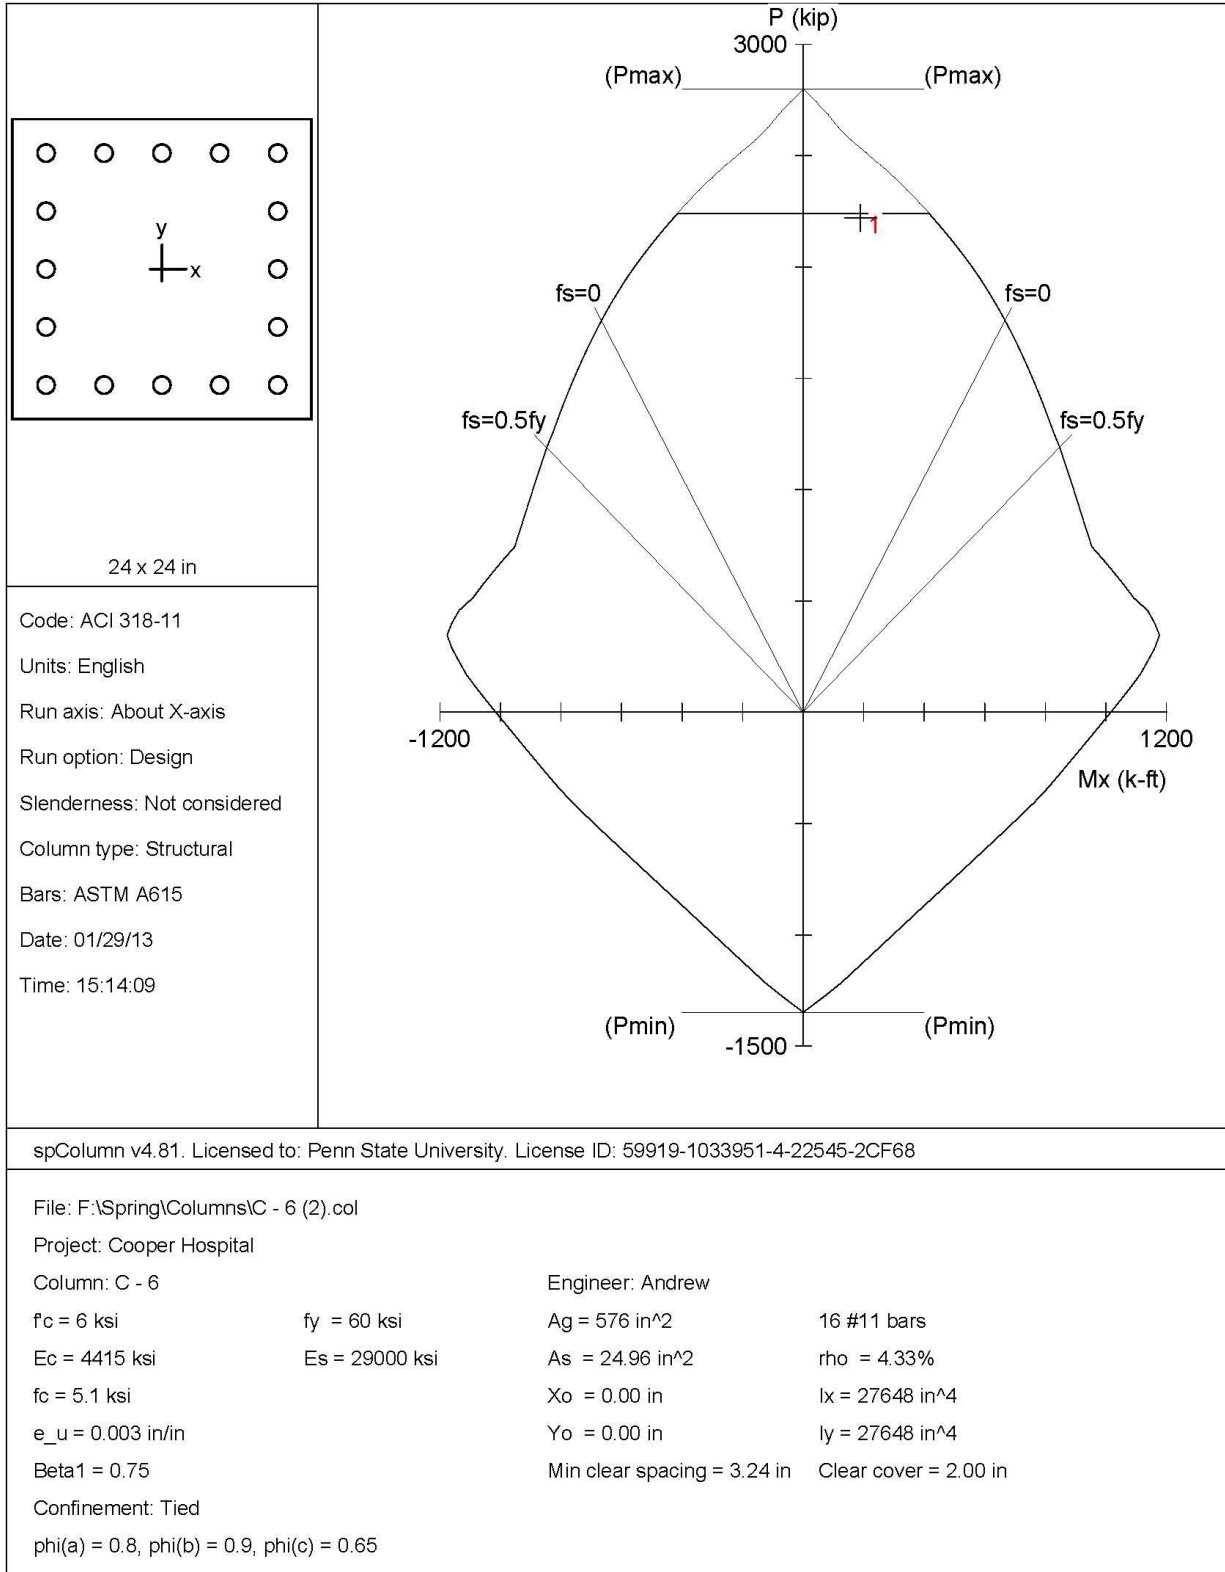 P (kip)
3000
(Pmax) (Pmax)
1
y
x
fs=0 fs=0
fs=0.5fy fs=0.5fy
24 x 24 in
Code: ACI 318-11
Units: English
Run axis: About X-axis
Run option: Design
Slenderness: Not considered
Column type: Structural
Bars: ASTM A615
Date: 01/29/13
Time: 15:14:09
-1200 1200
Mx (k-ft)
(Pmin) (Pmin)
-1500
spColumn v4.81. Licensed to: Penn State University. License ID: 59919-1033951-4-22545-2CF68
File: F:\Spring\Columns\C - 6 (2).col
Project: Cooper Hospital
Column: C - 6 Engineer: Andrew
f'c = 6 ksi fy = 60 ksi Ag = 576 in^2 16 #11 bars
Ec = 4415 ksi Es = 29000 ksi As = 24.96 in^2 rho = 4.33%
fc = 5.1 ksi Xo = 0.00 in Ix = 27648 in^4
e_u = 0.003 in/in Yo = 0.00 in Iy = 27648 in^4
Beta1 = 0.75 Min clear spacing = 3.24 in Clear cover = 2.00 in
Confinement: Tied
phi(a) = 0.8, phi(b) = 0.9, phi(c) = 0.65